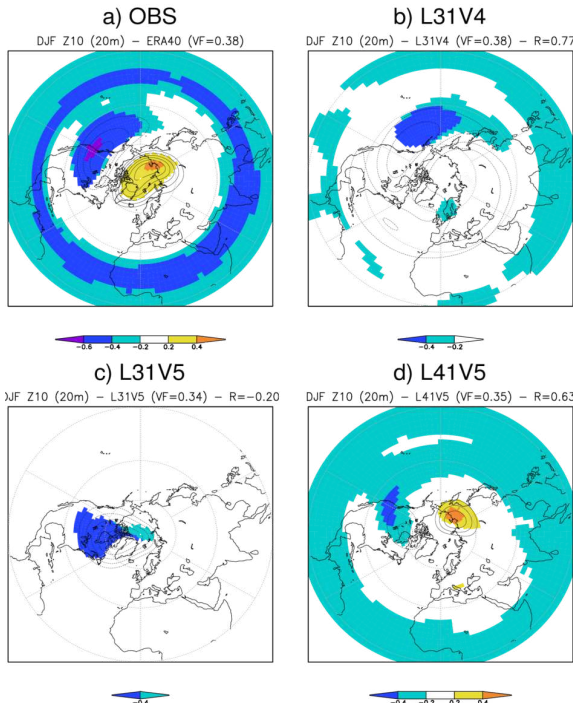 a) OBS
DJF Z10 (20m) – ERA40 (VF=0.38)
-0.6 -0.4 -0.2 0.2 0.4
b) L31V4
DJF Z10 (20m) – L31V4 (VF=0.38) – R=0.77
-0.4 -0.2
c) L31V5
DJF Z10 (20m) – L31V5 (VF=0.34) – R=-0.20
-0.4
d) L41V5
DJF Z10 (20m) – L41V5 (VF=0.35) – R=0.63
-0.4 -0.2 0.2 0.4